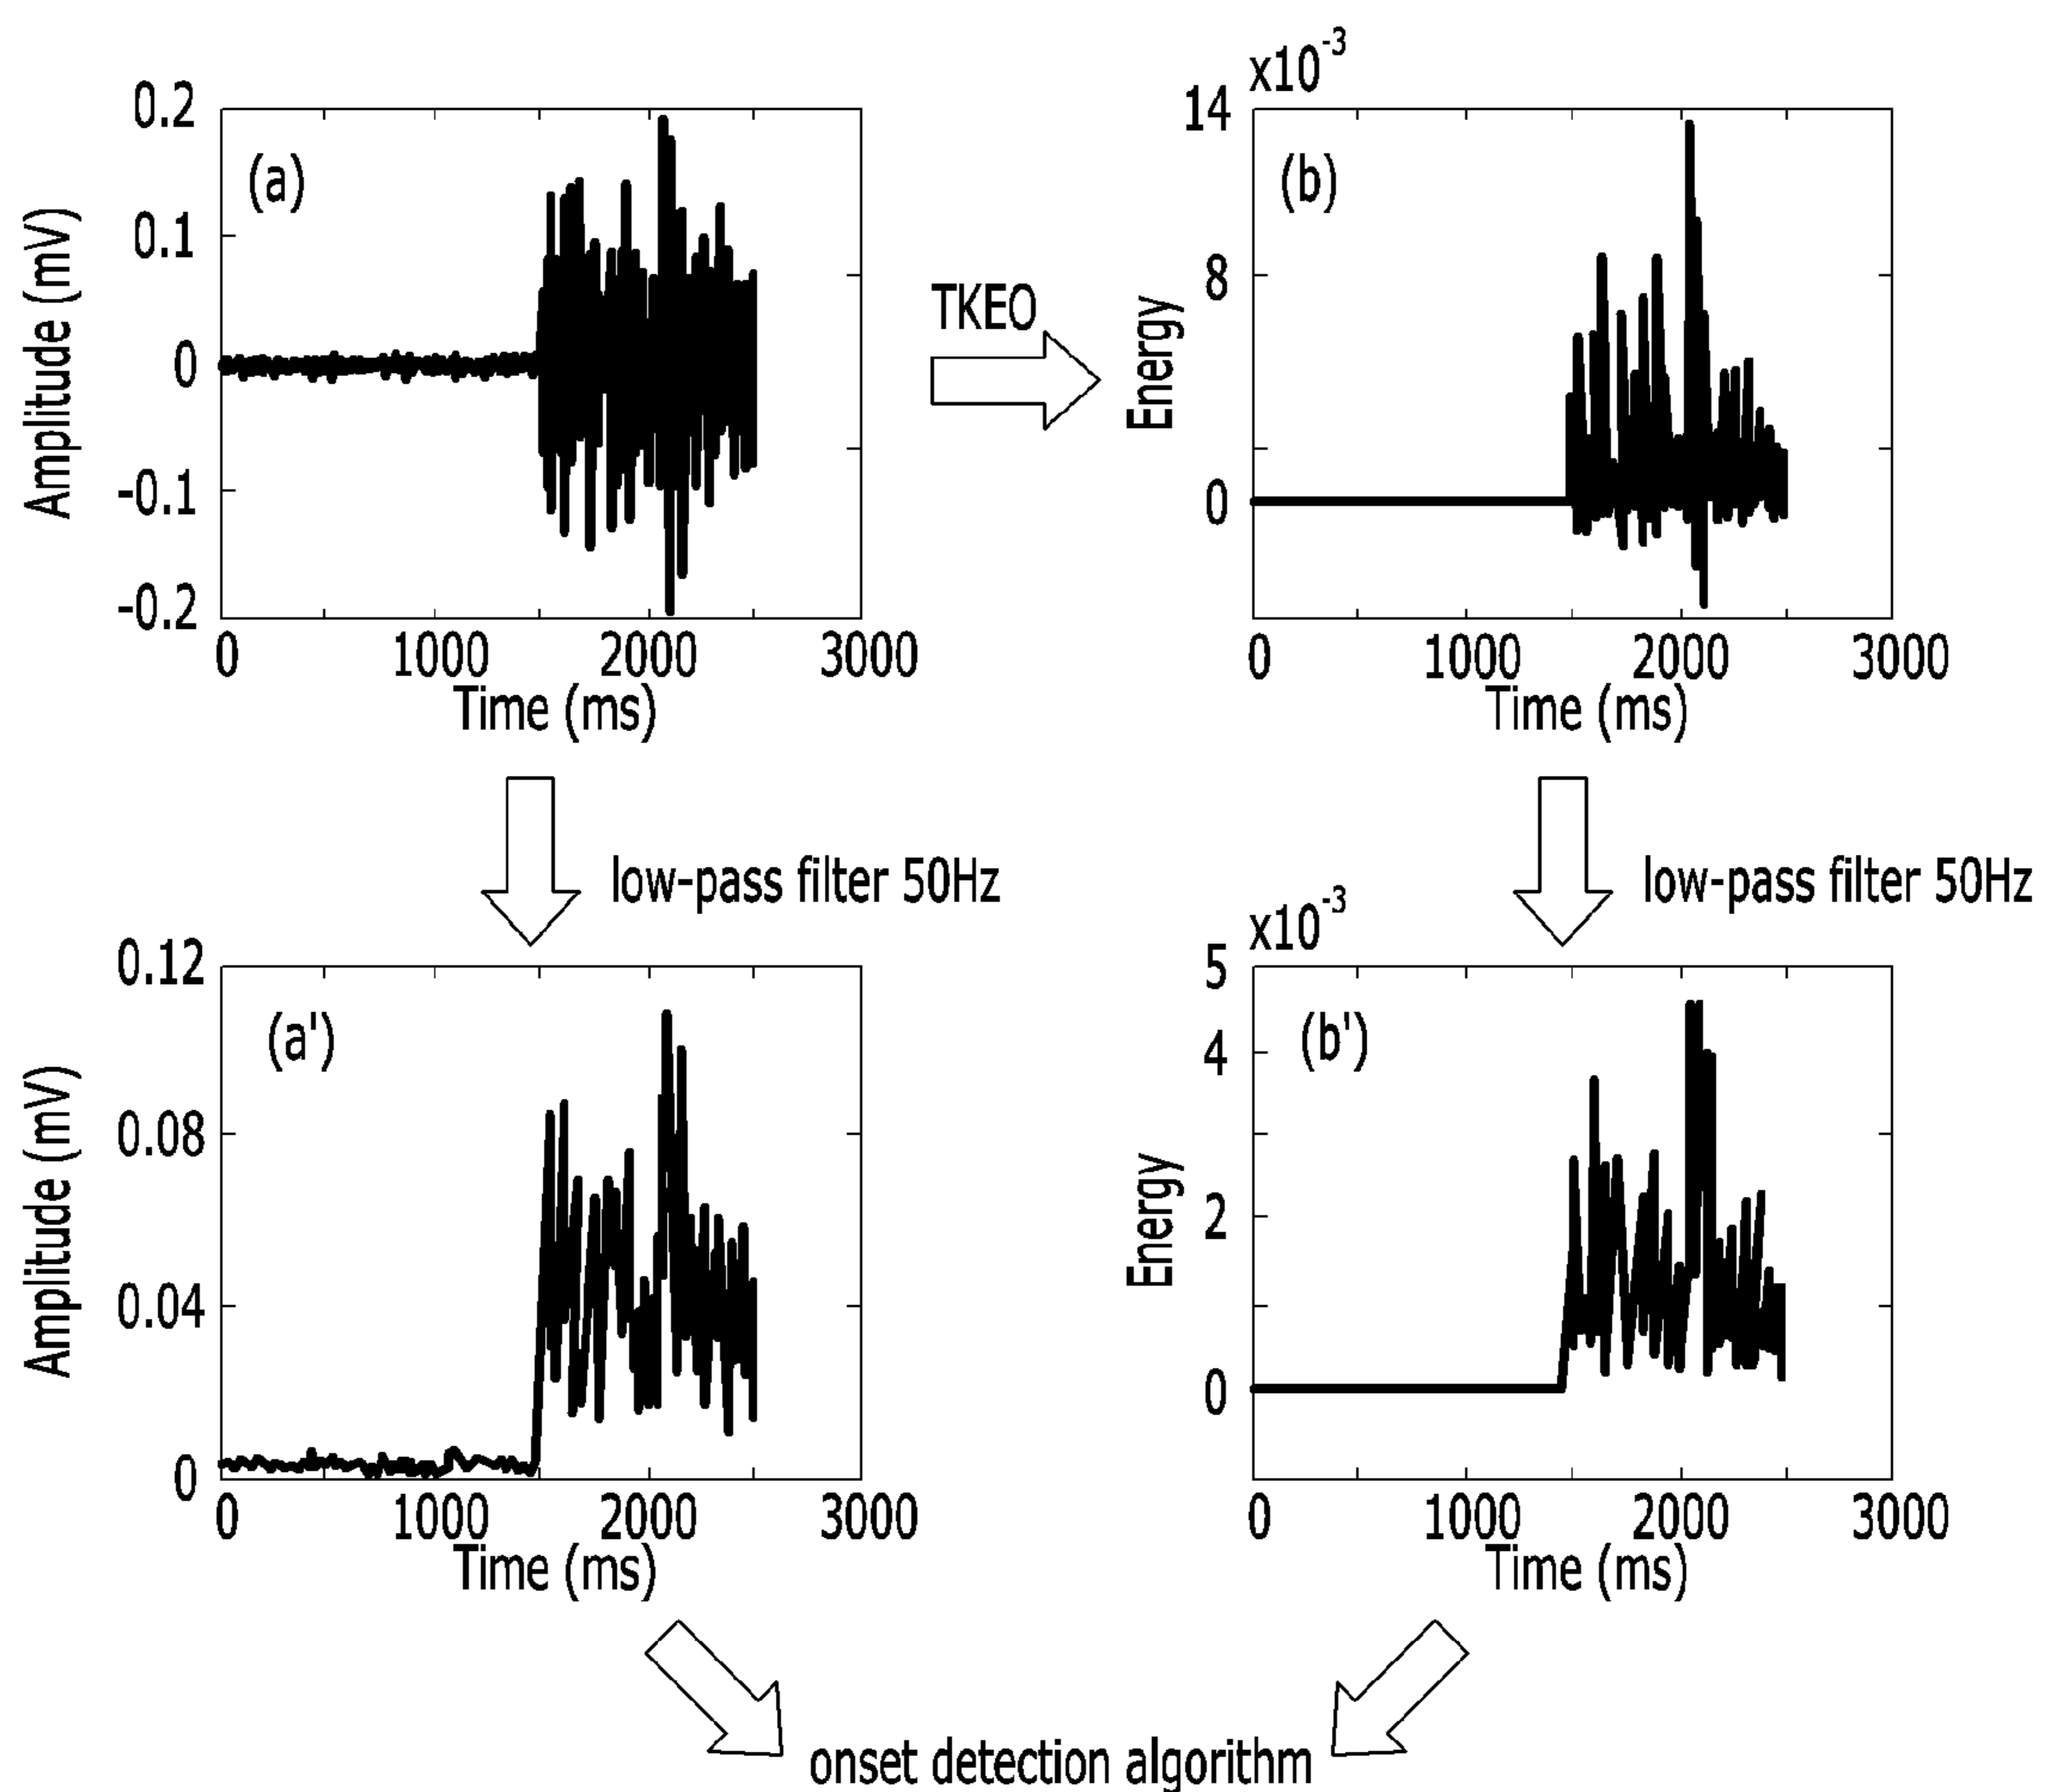 0.2
0.1
0
-0.1
-0.2
Amplitude (mV)
(a)
0
1000
2000
3000
Time (ms)
TKEO
x10-3
14
8
0
Energy
(b)
0
1000
2000
3000
Time (ms)
low-pass filter 50Hz
low-pass filter 50Hz
0.12
0.08
0.04
0
Amplitude (mV)
(a')
0
1000
2000
3000
Time (ms)
x10-3
5
4
2
0
Energy
(b')
0
1000
2000
3000
Time (ms)
onset detection algorithm